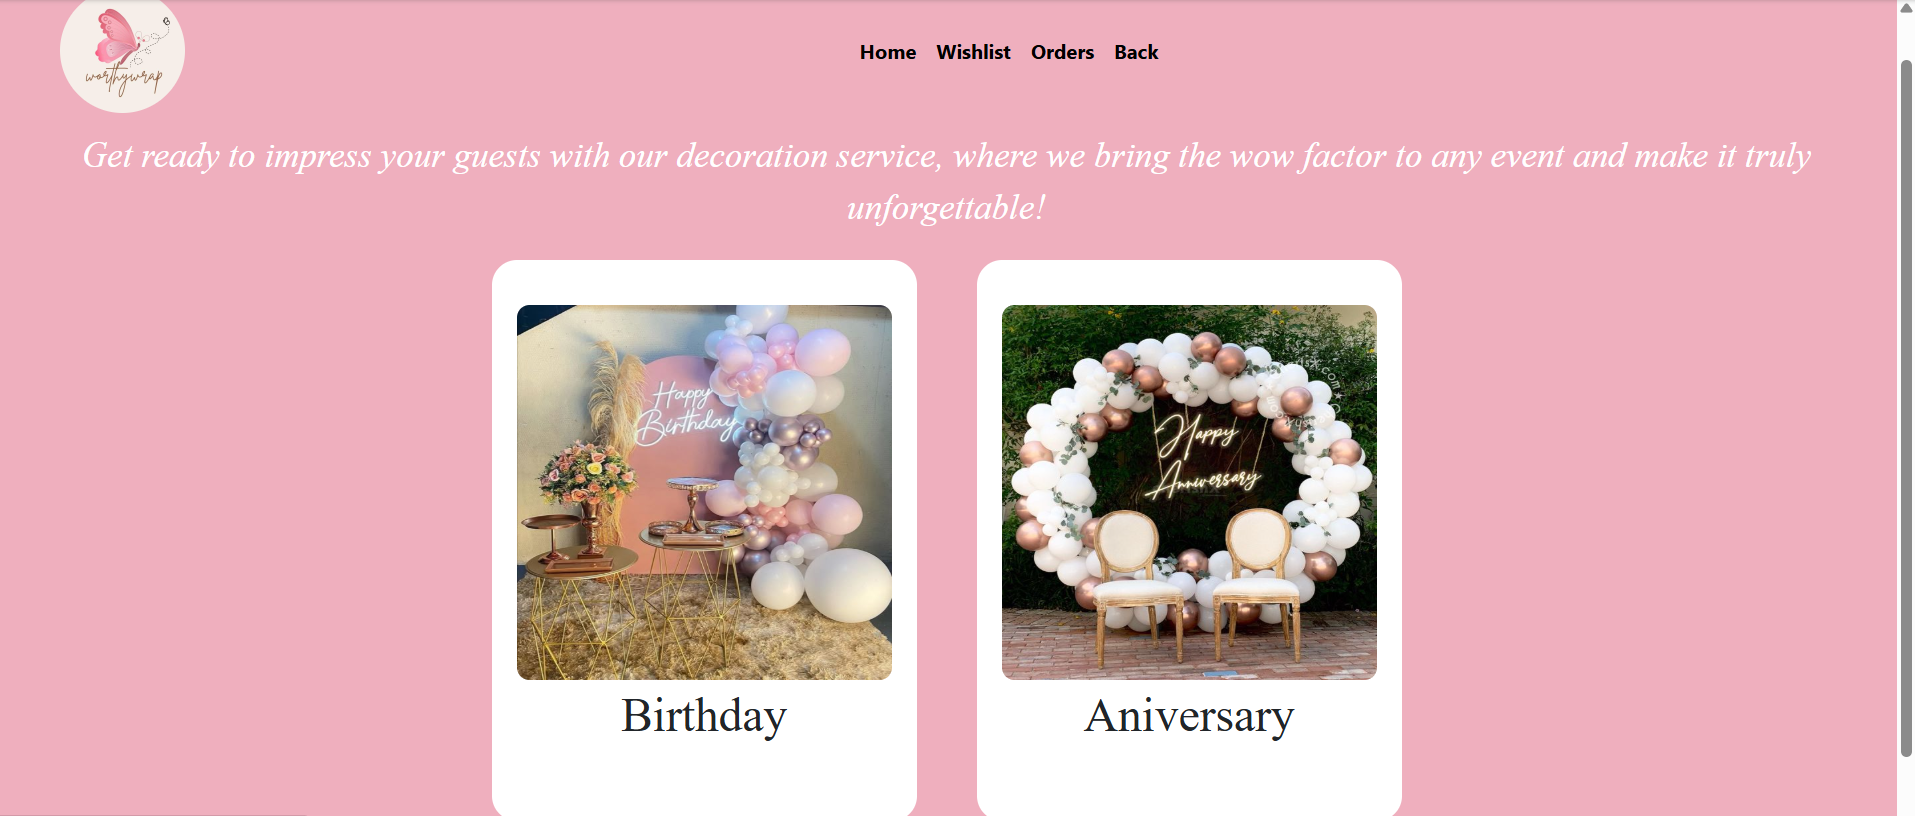 worthywrap
Home Wishlist Orders Back
Get ready to impress your guests with our decoration service, where we bring the wow factor to any event and make it truly
unforgettable!
Happy
Birthday
Happy
Anniversary
Birthday
Aniversary